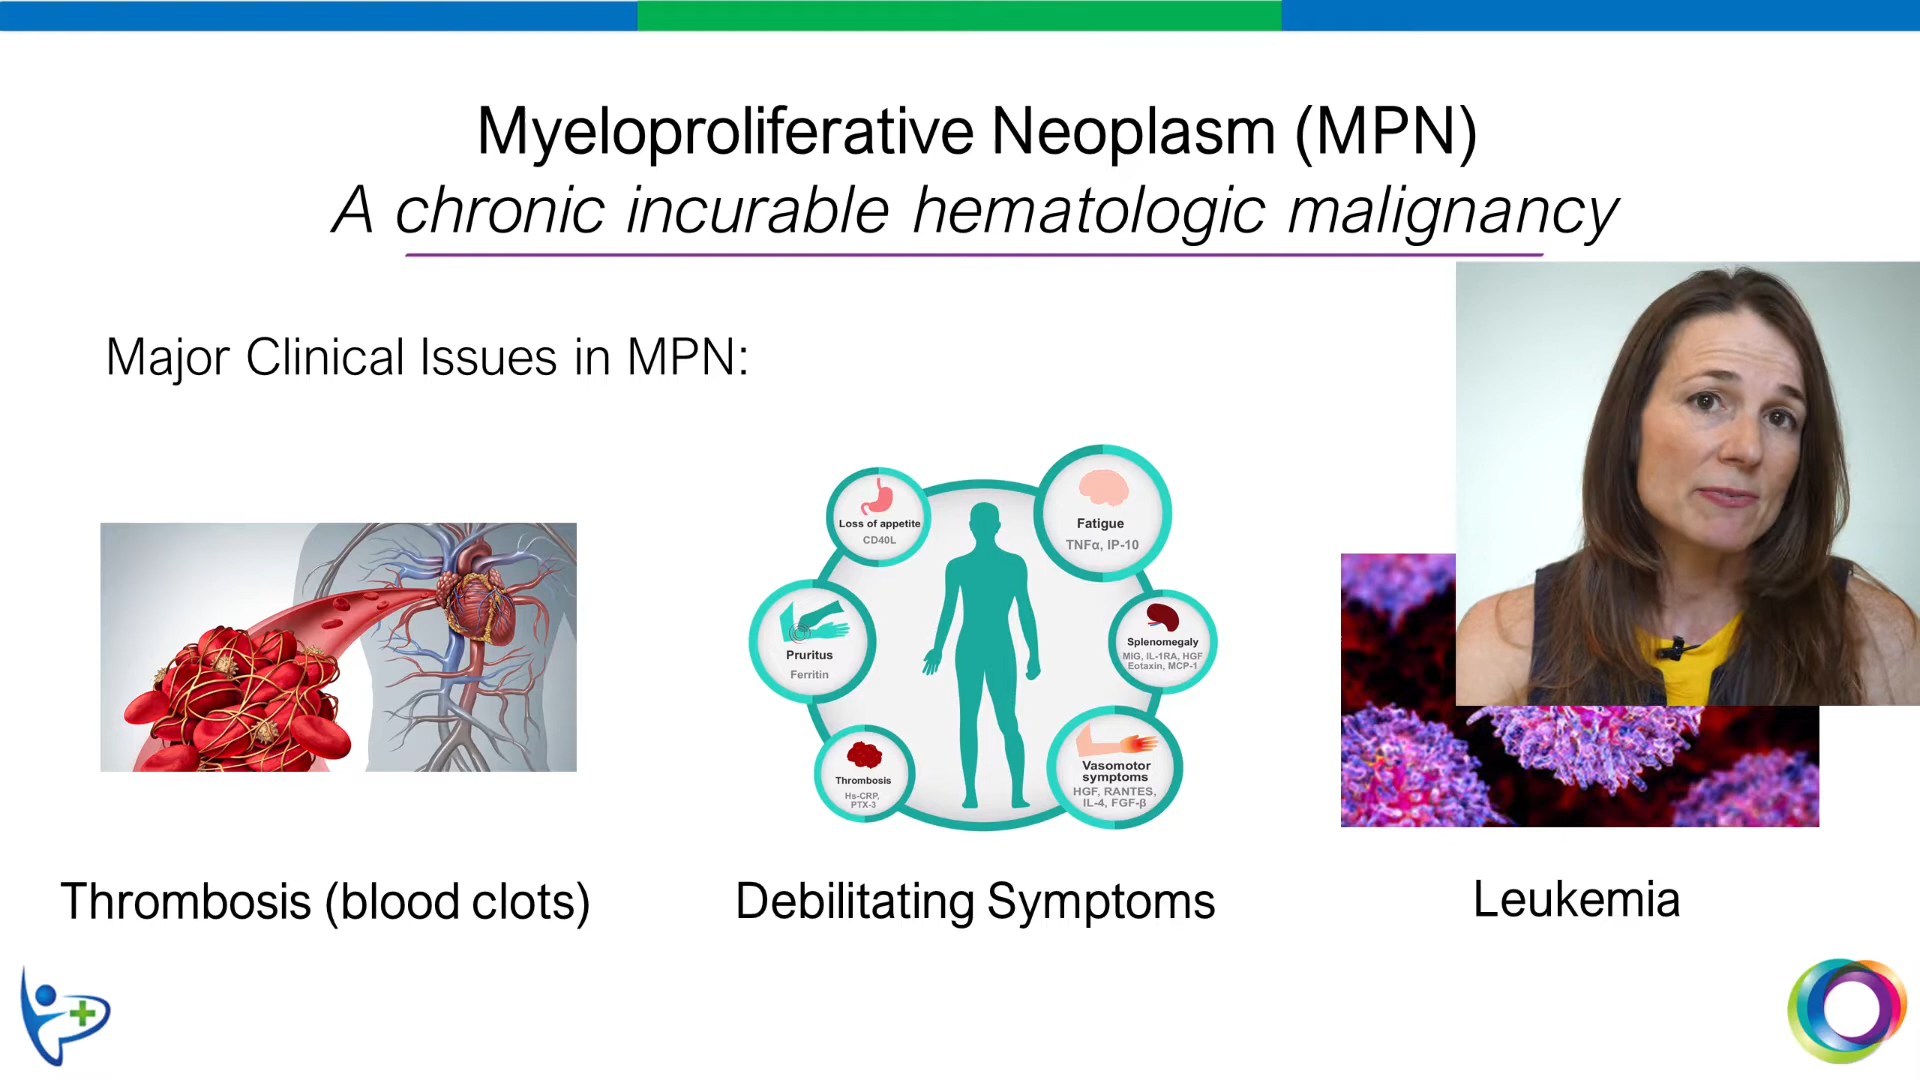 Myeloproliferative Neoplasm (MPN)
A chronic incurable hematologic malignancy
Major Clinical Issues in MPN:
Loss of appetite
CD40L
Fatigue
TNFα, IP-10
Pruritus
Ferritin
Splenomegaly
MIG, IL-1RA, HGF
Eotaxin, MCP-1
Thrombosis
Hs-CRP,
PTX-3
Vasomotor
symptoms
HGF, RANTES,
IL-4, FGF-β
Thrombosis (blood clots)
Debilitating Symptoms
Leukemia